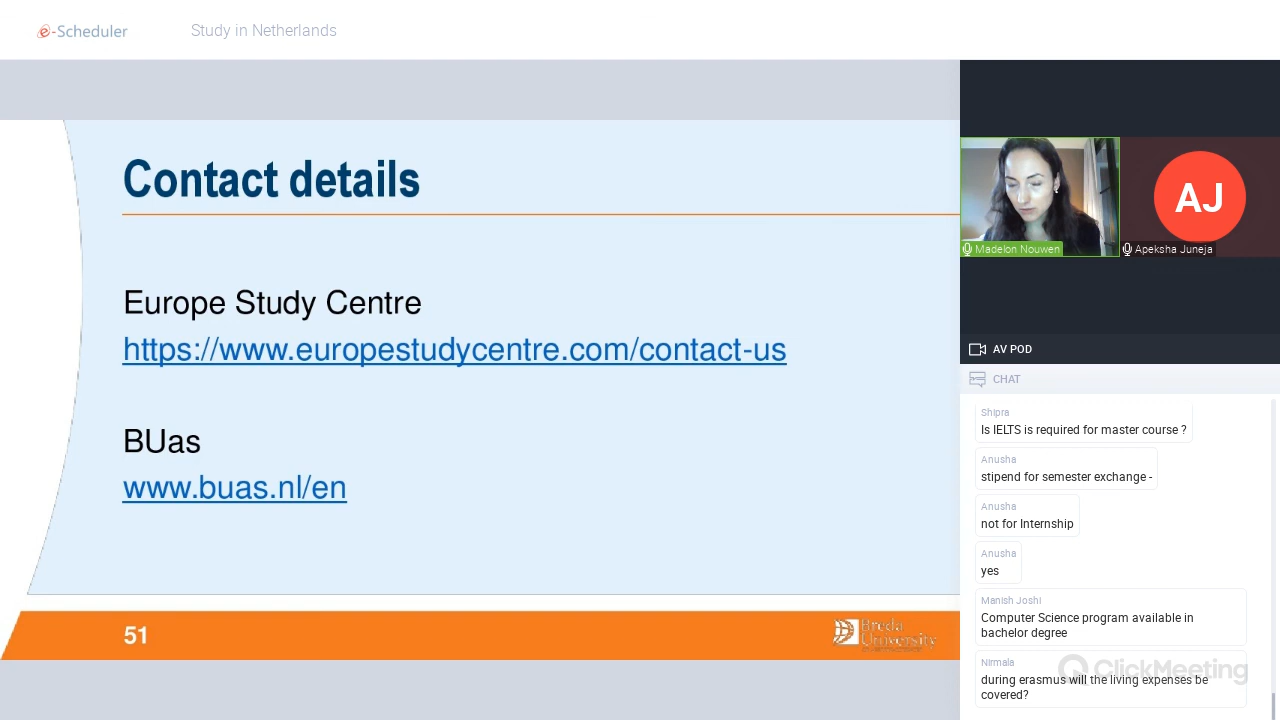 e-Scheduler
Study in Netherlands
Contact details
Europe Study Centre
https://www.europestudycentre.com/contact-us
BUas
www.buas.nl/en
51
Breda
University
AJ
Madelon Nouwen
Apeksha Juneja
AV POD
CHAT
Shipra
Is IELTS is required for master course ?
Anusha
stipend for semester exchange -
Anusha
not for Internship
Anusha
yes
Manish Joshi
Computer Science program available in
bachelor degree
Nirmala
during erasmus will the living expenses be
covered?
ClickMeeting